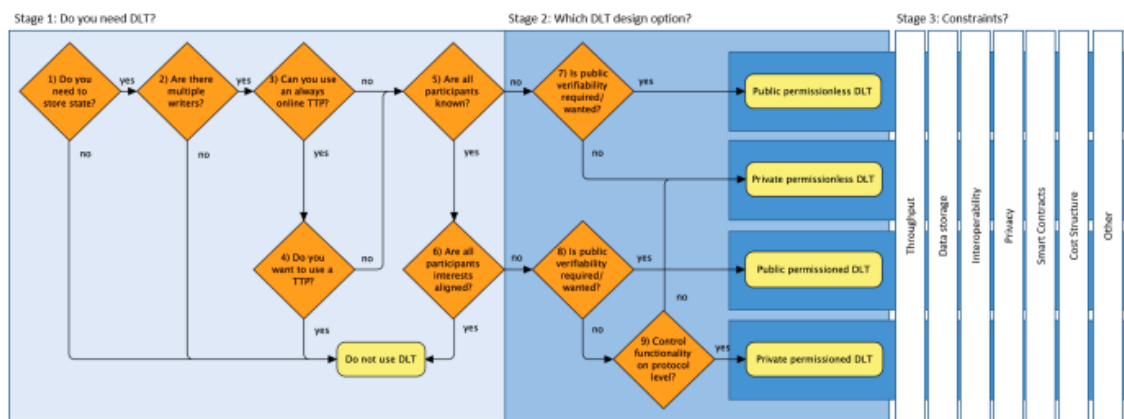 Stage 1: Do you need DLT?
Stage 2: Which DLT design option?
Stage 3: Constraints?
1) Do you
need to
store state?
yes
2) Are there
multiple
writers?
yes
3) Can you use
an always
online TTP?
no
5) Are all
participants
known?
no
7) Is public
verifiability
required/
wanted?
yes
Public permissionless DLT
no
no
yes
yes
no
Private permissionless DLT
4) Do you
want to use a
TTP?
no
6) Are all
participants
interests
aligned?
no
8) Is public
verifiability
required/
wanted?
yes
Public permissioned DLT
yes
yes
no
no
9) Control
functionality
on protocol
level?
yes
Do not use DLT
Private permissioned DLT
Throughput
Data storage
Interoperability
Privacy
Smart Contracts
Cost Structure
Other